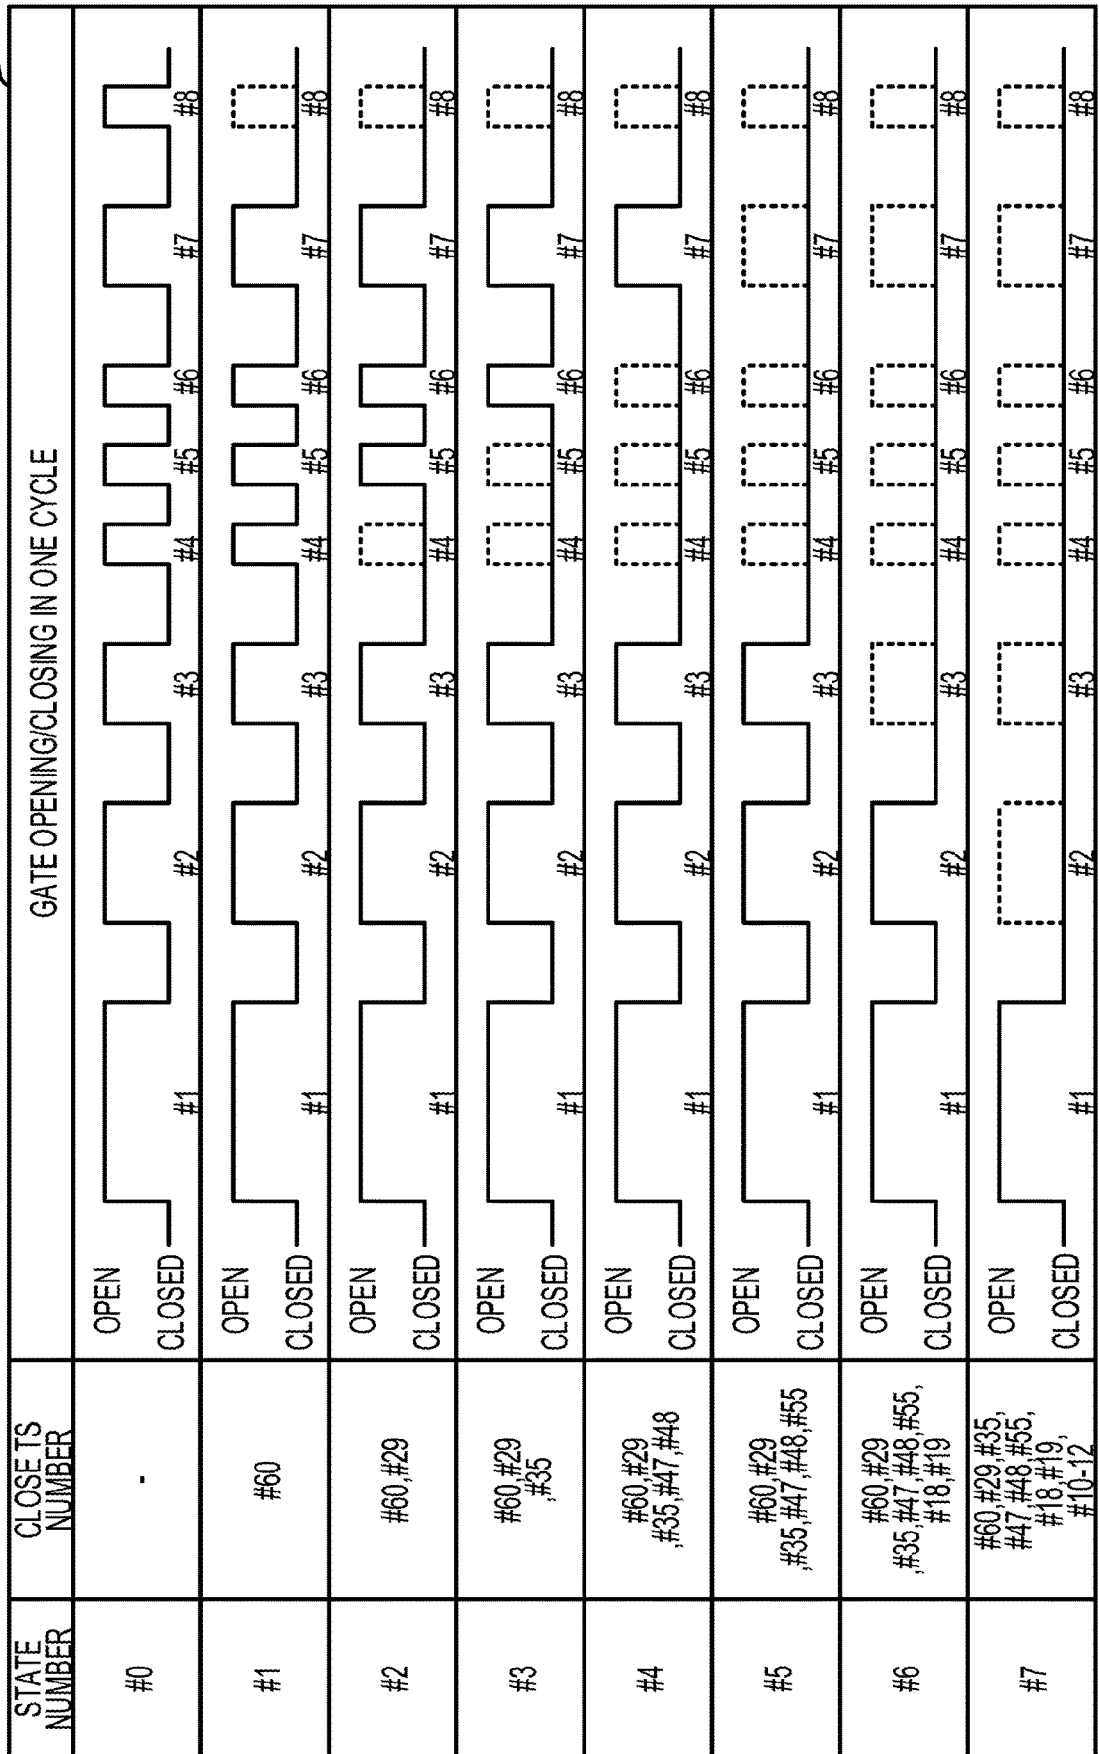 STATE
NUMBER
CLOSE TS
NUMBER
GATE OPENING/CLOSING IN ONE CYCLE
#0
-
OPEN
CLOSED
#1 #2 #3 #4 #5 #6 #7 #8
#1
#60
OPEN
CLOSED
#1 #2 #3 #4 #5 #6 #7 #8
#2
#60,#29
OPEN
CLOSED
#1 #2 #3 #4 #5 #6 #7 #8
#3
#60,#29
,#35
OPEN
CLOSED
#1 #2 #3 #4 #5 #6 #7 #8
#4
#60,#29
,#35,#47,#48
OPEN
CLOSED
#1 #2 #3 #4 #5 #6 #7 #8
#5
#60,#29
,#35,#47,#48,#55
OPEN
CLOSED
#1 #2 #3 #4 #5 #6 #7 #8
#6
#60,#29
,#35,#47,#48,#55,
#18,#19
OPEN
CLOSED
#1 #2 #3 #4 #5 #6 #7 #8
#7
#60,#29,#35,
#47,#48,#55,
#18,#19,
#10-12
OPEN
CLOSED
#1 #2 #3 #4 #5 #6 #7 #8